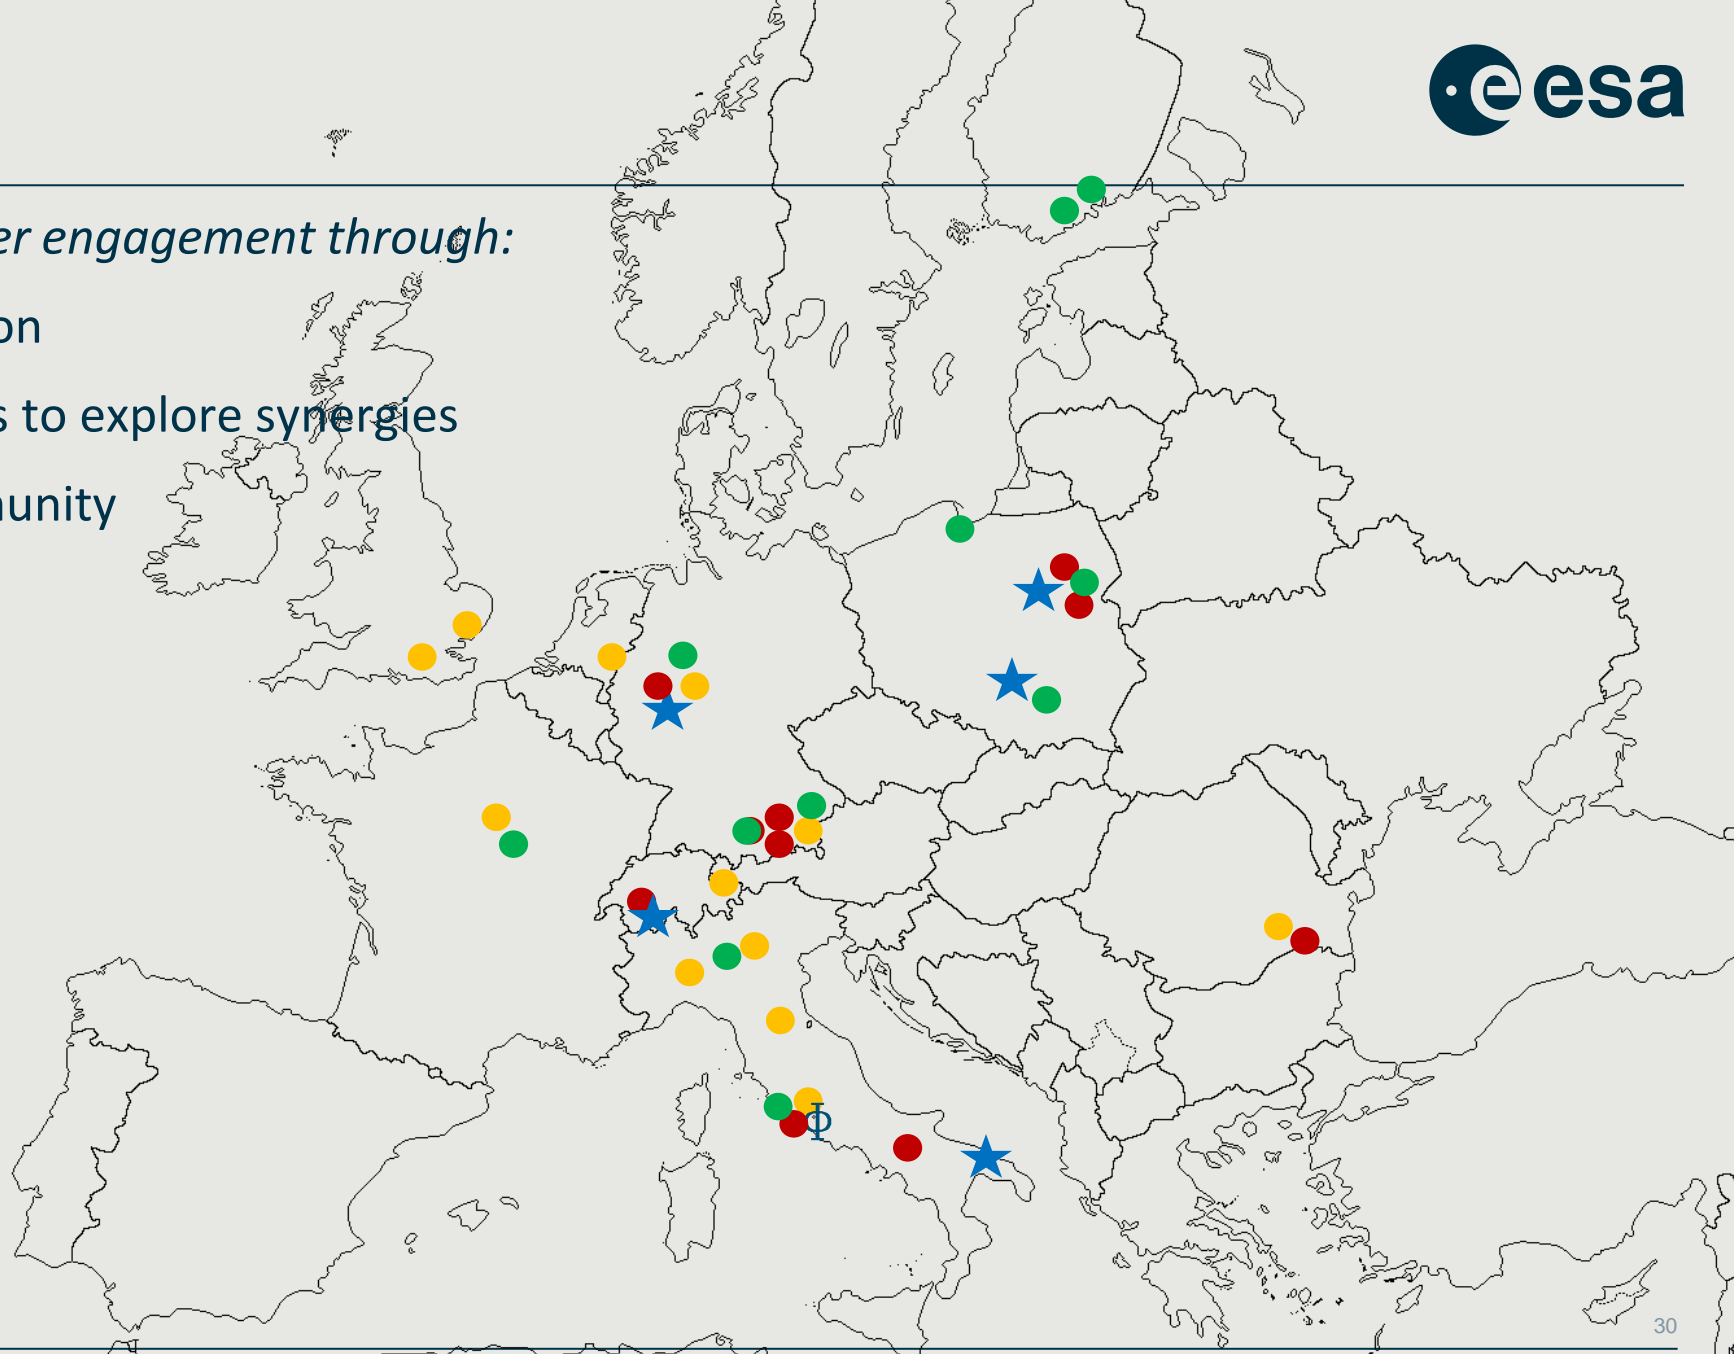 esa
er engagement through:
on
s to explore synergies
unity
Φ
30